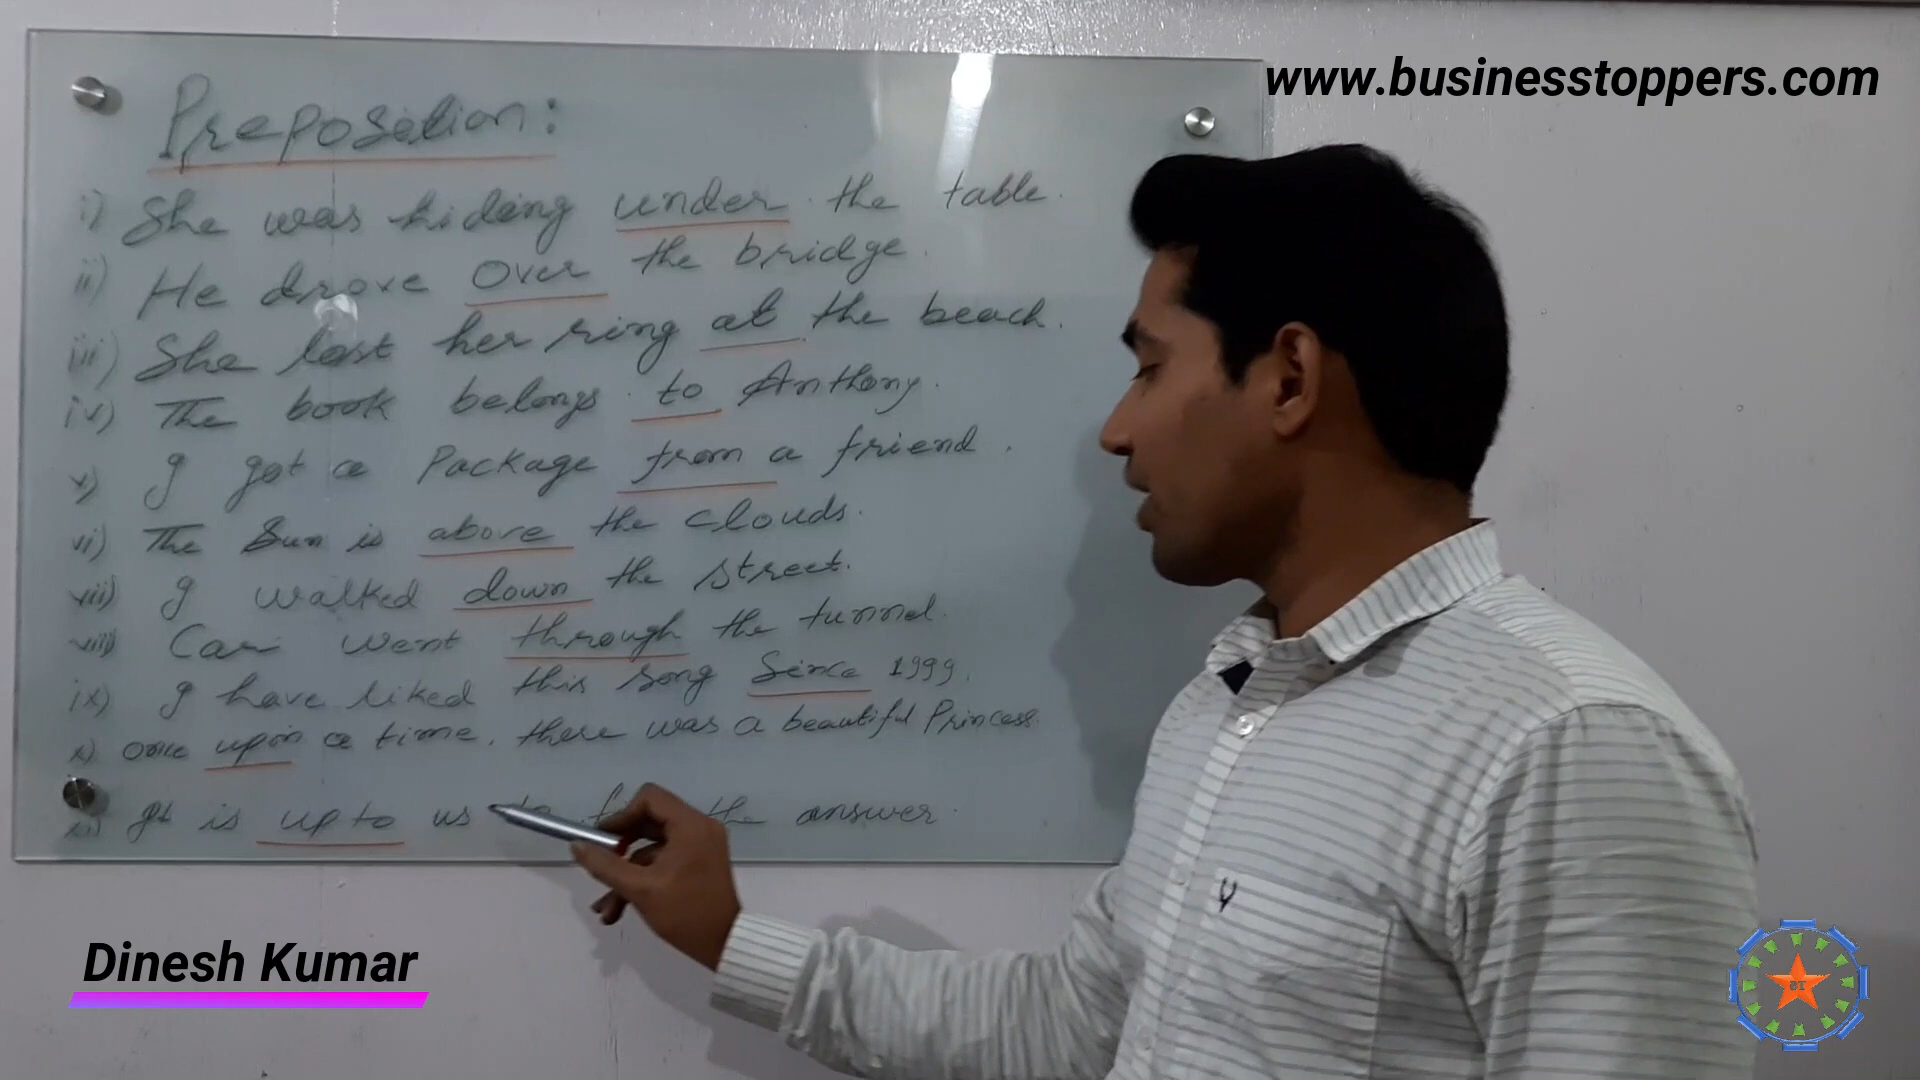 www.businesstoppers.com
Preposition:
i) She was hiding under the table.
ii) He drove over the bridge.
iii) She lost her ring at the beach.
iv) The book belongs to Anthony.
v) I got a Package from a friend.
vi) The Sun is above the clouds.
vii) I walked down the street.
viii) Car went through the tunnel.
ix) I have liked this song Since 1999.
x) once upon a time, there was a beautiful Princess.
xi) It is up to us to the answer.
Dinesh Kumar
BT